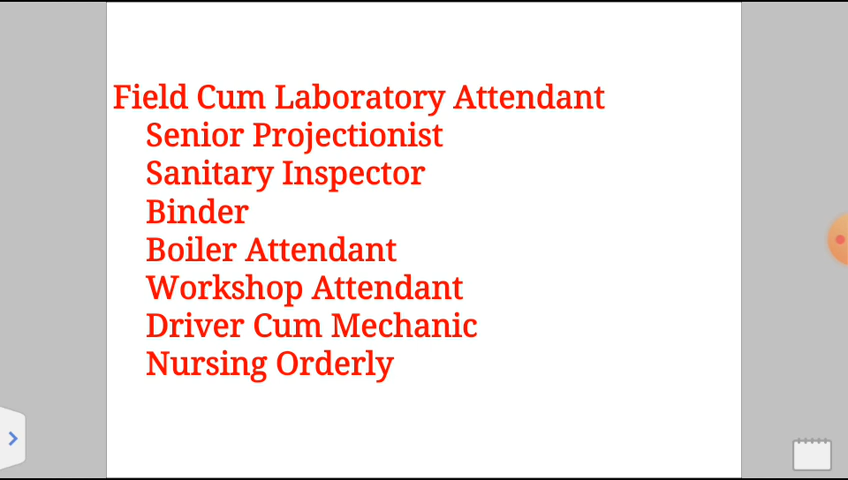 Field Cum Laboratory Attendant
Senior Projectionist
Sanitary Inspector
Binder
Boiler Attendant
Workshop Attendant
Driver Cum Mechanic
Nursing Orderly